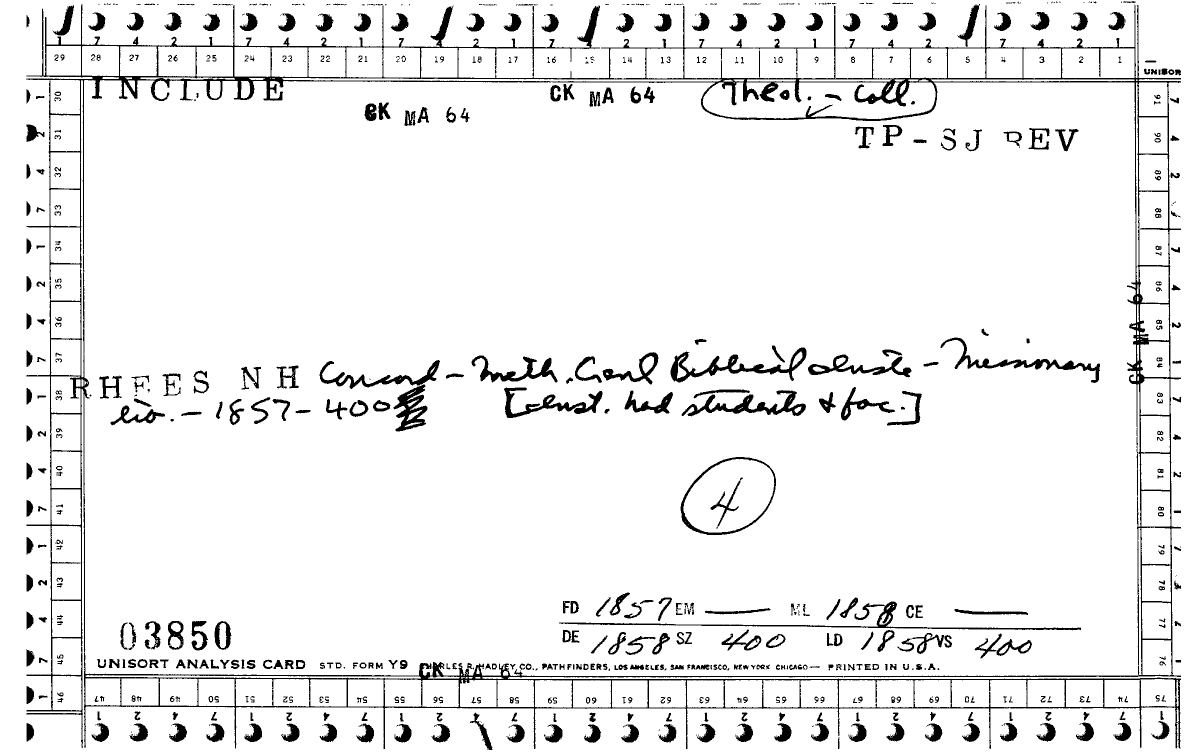 1 7 4 2 1 7 4 2 1 7 4 2 1 7 4 2 1 7 4 2 1 7 4 2 1 7 4 2 1
29 28 27 26 25 24 23 22 21 20 19 18 17 16 15 14 13 12 11 10 9 8 7 6 5 4 3 2 1
UNISOR
INCLUDE
CK MA 64
CK MA 64
Theol. - Coll.
TP-SJ REV
RHEES NH Concord - Meth. Genl Biblical Inste - Missionary
lib. - 1857 - 400 [Inst. had students & fac.]
CK MA 64
4
FD 1857 EM — ML 1858 CE —
DE 1858 SZ 400 LD 1858 VS 400
03850
UNISORT ANALYSIS CARD STD. FORM Y9 CHARLES R. HADLEY CO., PATHFINDERS, LOS ANGELES, SAN FRANCISCO, NEW YORK CHICAGO — PRINTED IN U.S.A.
CK MA 64
30 31 32 33 34 35 36 37 38 39 40 41 42 43 44 45 46
91 90 89 88 87 86 85 84 83 82 81 80 79 78 77 76 75
47 48 49 50 51 52 53 54 55 56 57 58 59 60 61 62 63 64 65 66 67 68 69 70 71 72 73 74